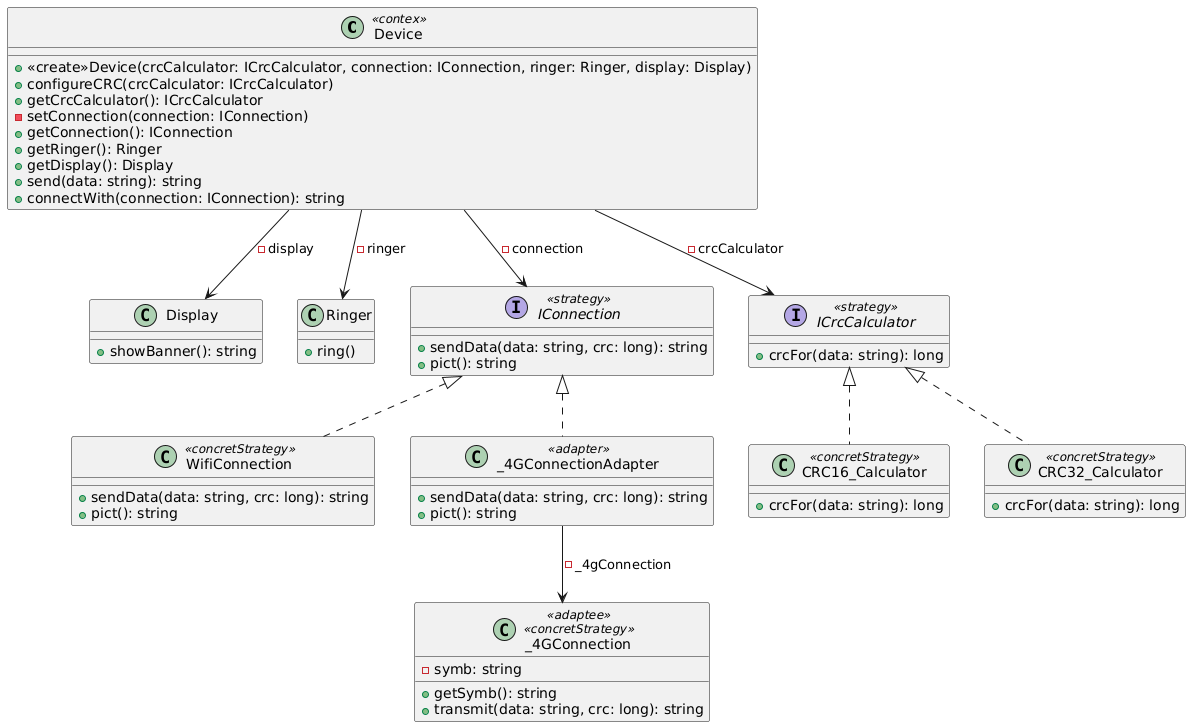 C
«contex»
Device
«create»Device(crcCalculator: ICrcCalculator, connection: IConnection, ringer: Ringer, display: Display)
configureCRC(crcCalculator: ICrcCalculator)
getCrcCalculator(): ICrcCalculator
setConnection(connection: IConnection)
getConnection(): IConnection
getRinger(): Ringer
getDisplay(): Display
send(data: string): string
connectWith(connection: IConnection): string
display
ringer
connection
crcCalculator
C Display
showBanner(): string
C Ringer
ring()
I
«strategy»
IConnection
sendData(data: string, crc: long): string
pict(): string
I
«strategy»
ICrcCalculator
crcFor(data: string): long
C
«concretStrategy»
WifiConnection
sendData(data: string, crc: long): string
pict(): string
C
«adapter»
_4GConnectionAdapter
sendData(data: string, crc: long): string
pict(): string
C
«concretStrategy»
CRC16_Calculator
crcFor(data: string): long
C
«concretStrategy»
CRC32_Calculator
crcFor(data: string): long
_4gConnection
C
«adaptee»
«concretStrategy»
_4GConnection
symb: string
getSymb(): string
transmit(data: string, crc: long): string